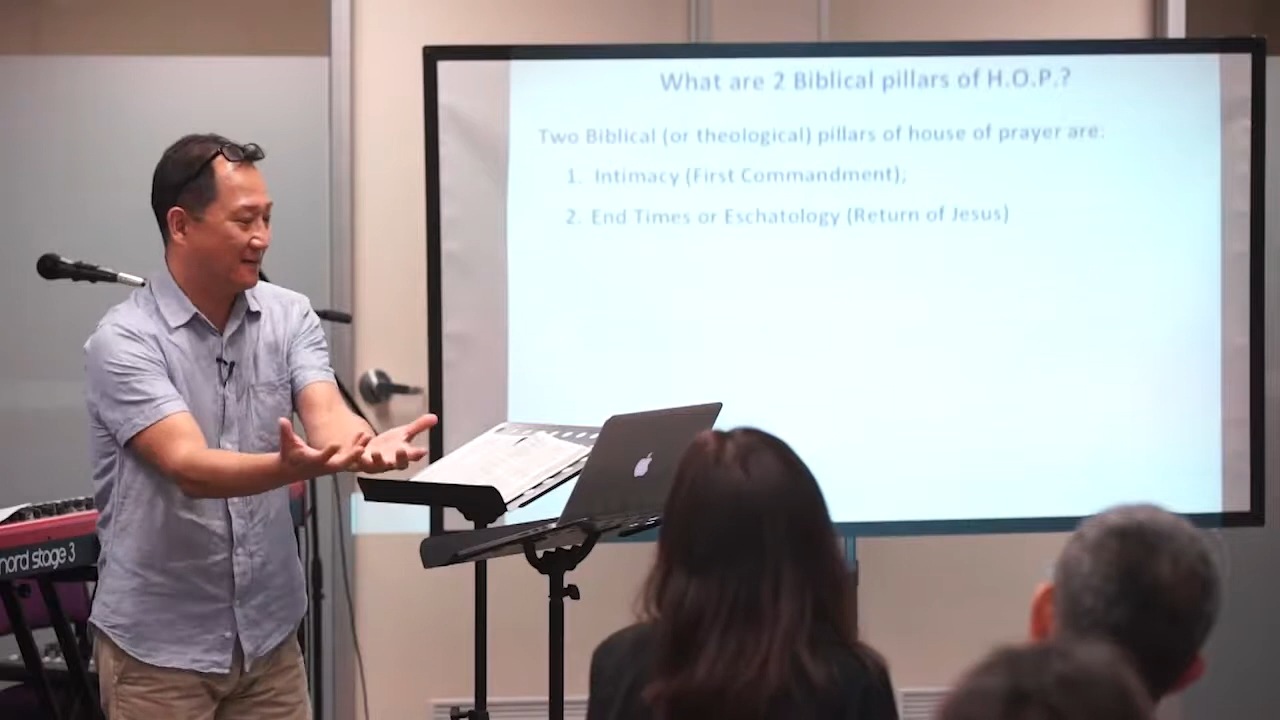 What are 2 Biblical pillars of H.O.P.?
Two Biblical (or theological) pillars of house of prayer are:
1. Intimacy (First Commandment);
2. End Times or Eschatology (Return of Jesus)
nord stage 3